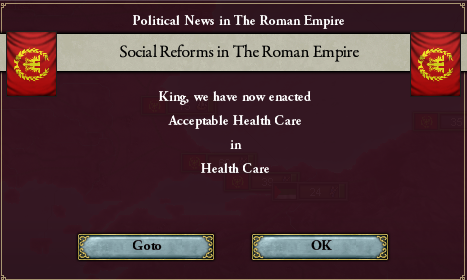 Political News in The Roman Empire
Social Reforms in The Roman Empire
King, we have now enacted
Acceptable Health Care
in
Health Care
Goto
OK